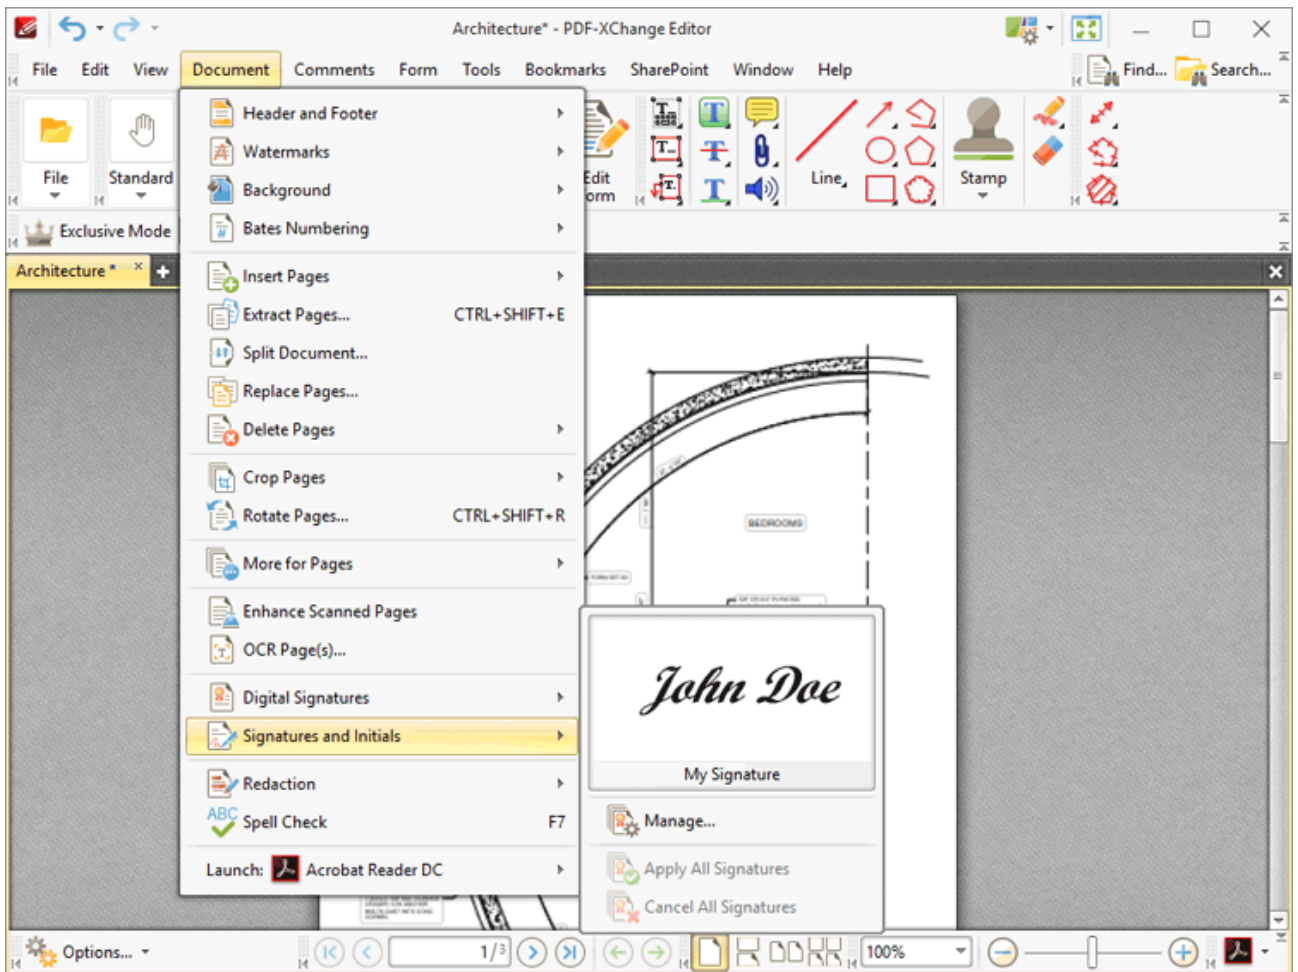 Architecture* - PDF-XChange Editor
File Edit View Document Comments Form Tools Bookmarks SharePoint Window Help
Find... Search...
Header and Footer
Watermarks
Background
Bates Numbering
Insert Pages
Extract Pages... CTRL+SHIFT+E
Split Document...
Replace Pages...
Delete Pages
Crop Pages
Rotate Pages... CTRL+SHIFT+R
More for Pages
Enhance Scanned Pages
OCR Page(s)...
Digital Signatures
Signatures and Initials
Redaction
ABC
Spell Check F7
Launch: Acrobat Reader DC
File
Standard
Edit
orm
Line
Stamp
Exclusive Mode
Architecture *
BEDROOMS
John Doe
My Signature
Manage...
Apply All Signatures
Cancel All Signatures
Options...
1/3
100%